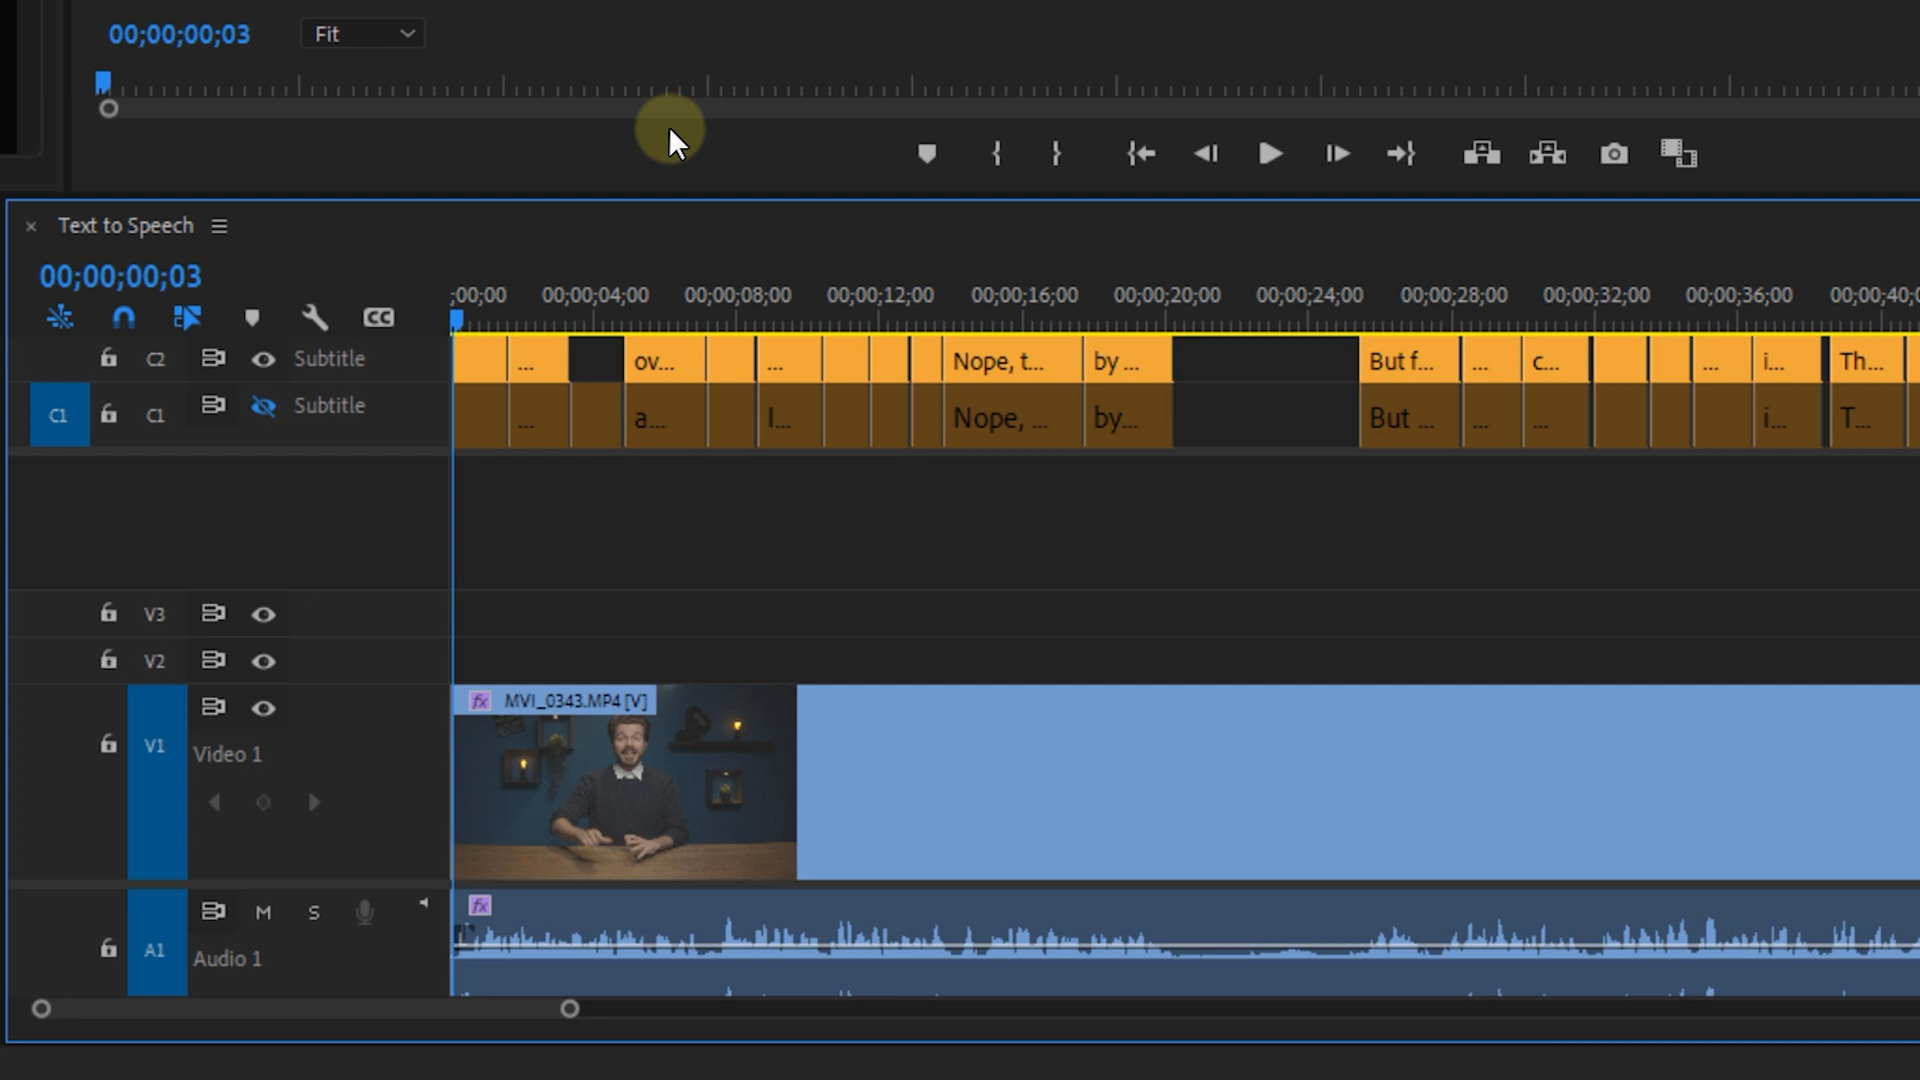 00;00;00;03
Fit
Text to Speech
00;00;00;03
;00;00 00;00;04;00 00;00;08;00 00;00;12;00 00;00;16;00 00;00;20;00 00;00;24;00 00;00;28;00 00;00;32;00 00;00;36;00 00;00;40;0
CC
C2 Subtitle ... ov... ... Nope, t... by ... But f... ... c... ... i... Th...
C1 C1 Subtitle ... a... I... Nope, ... by... But ... ... ... i... T...
V3
V2
fx MVI_0343.MP4 [V]
V1
Video 1
fx
M S
A1
Audio 1